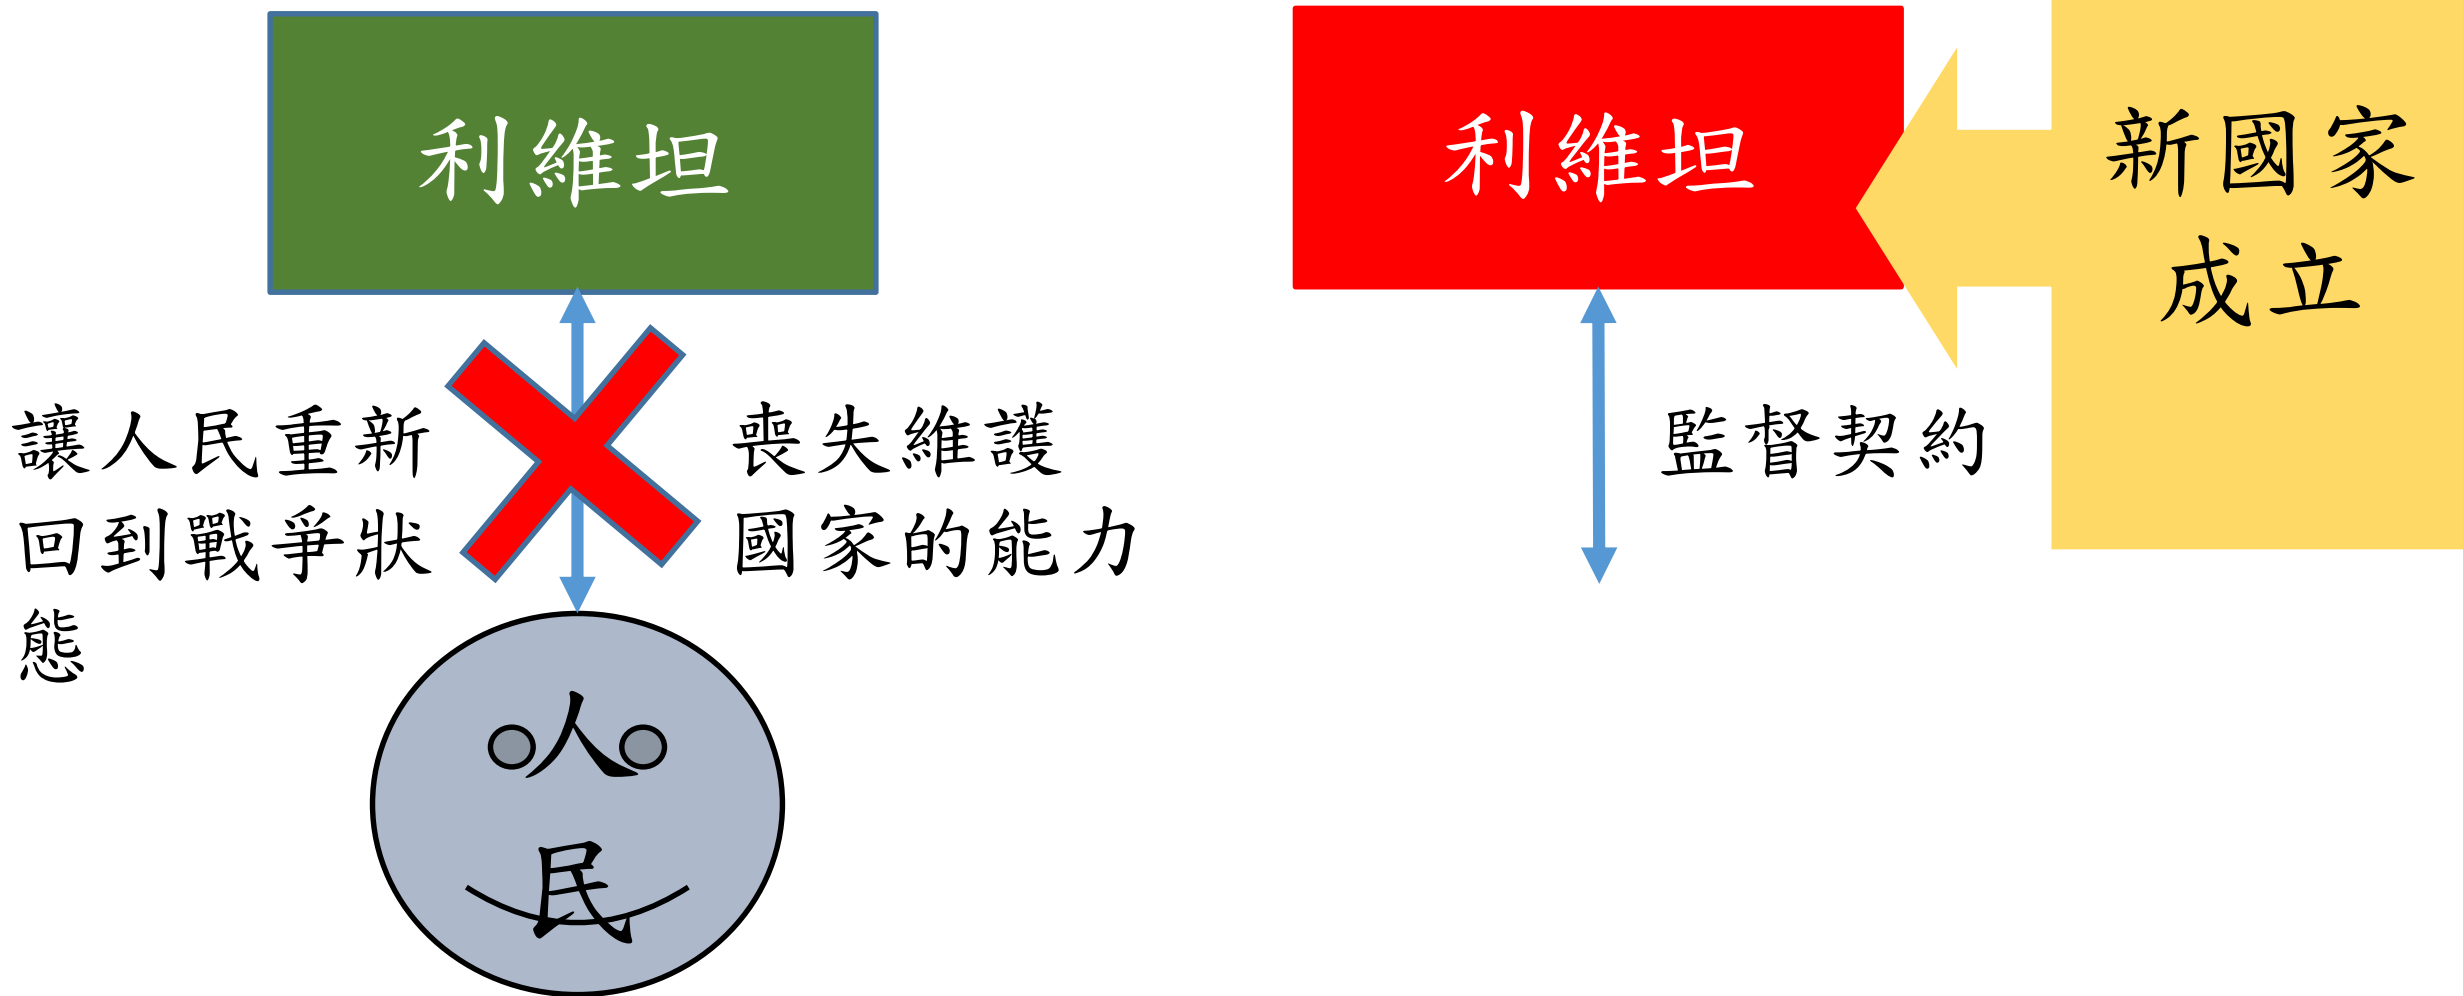 利維坦
讓人民重新
回到戰爭狀
態
喪失維護
國家的能力
人
民
利維坦
監督契約
新國家
成立